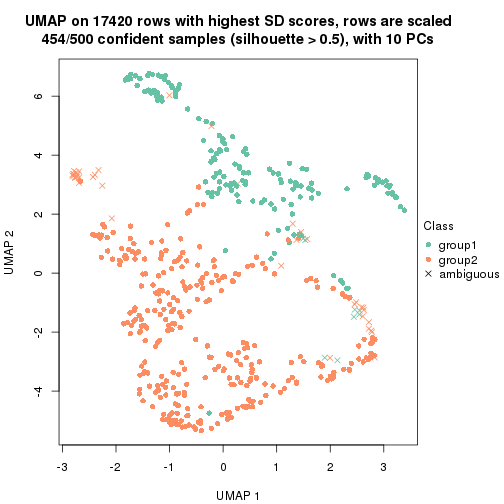 UMAP on 17420 rows with highest SD scores, rows are scaled
454/500 confident samples (silhouette > 0.5), with 10 PCs
6
4
2
0
-2
-4
UMAP 2
-3
-2
-1
0
1
2
3
UMAP 1
Class
group1
group2
ambiguous